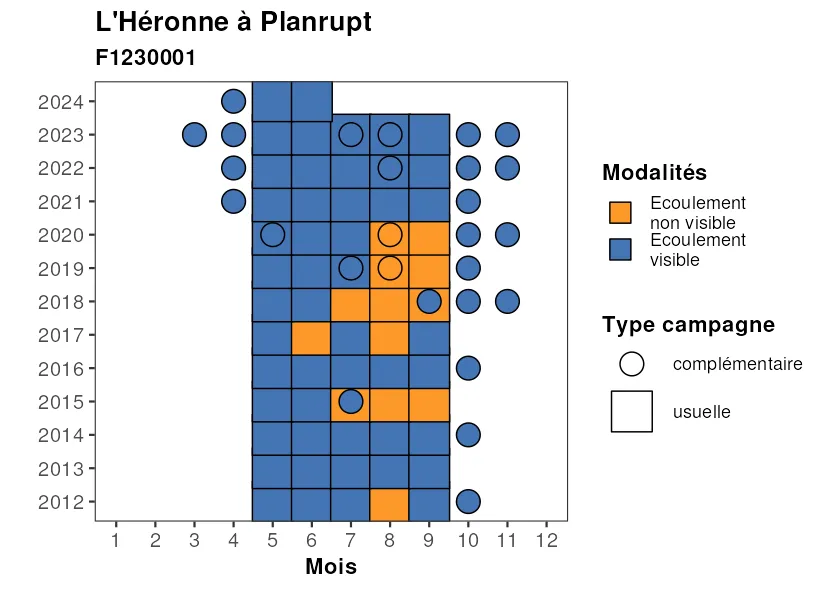 L'Héronne à Planrupt
F1230001
2024
2023
2022
2021
2020
2019
2018
2017
2016
2015
2014
2013
2012
1 2 3 4 5 6 7 8 9 10 11 12
Mois
Modalités
Ecoulement
non visible
Ecoulement
visible
Type campagne
complémentaire
usuelle